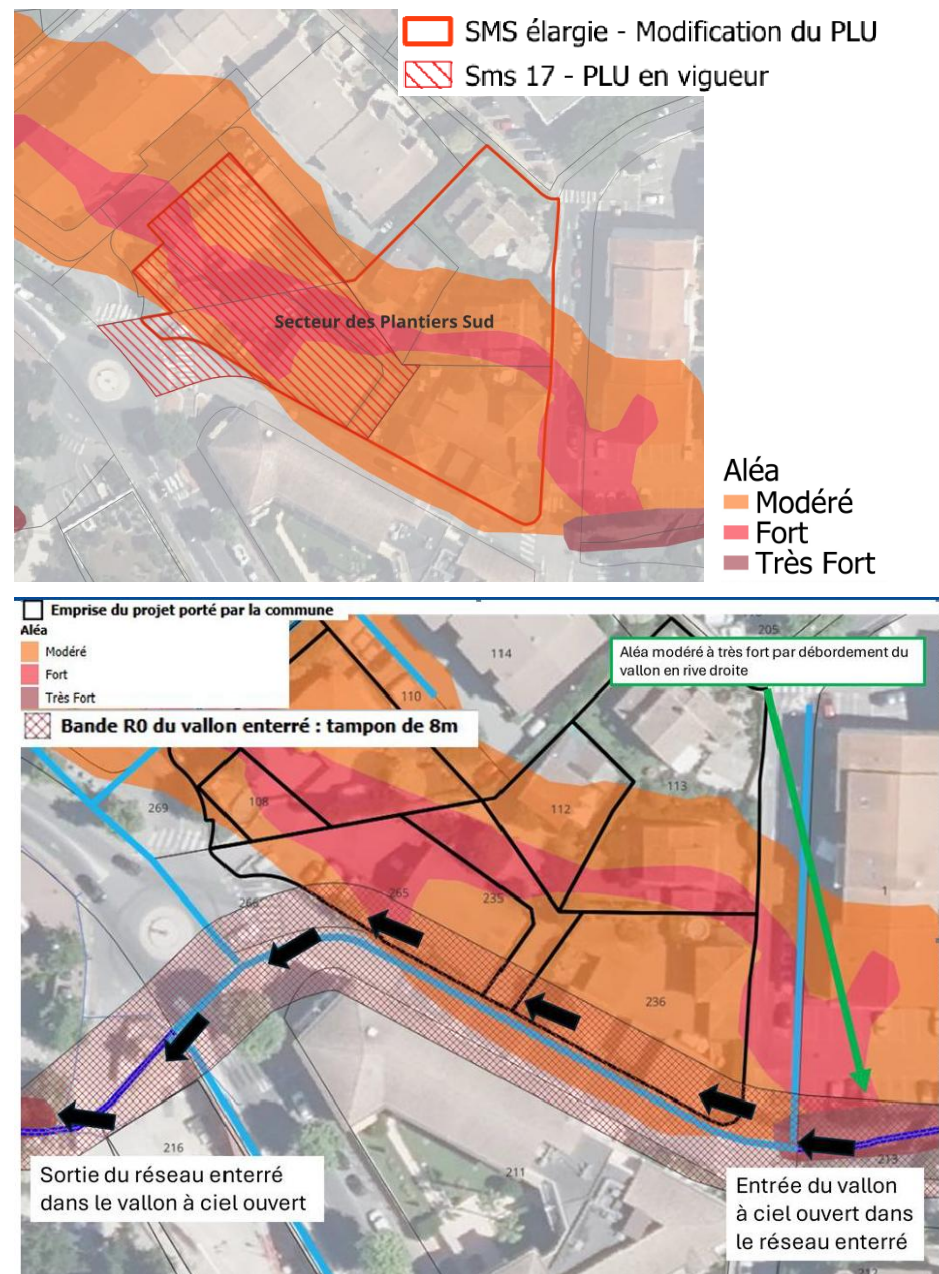 SMS élargie - Modification du PLU
Sms 17 - PLU en vigueur
Secteur des Plantiers Sud
Aléa
Modéré
Fort
Très Fort
Emprise du projet porté par la commune
Aléa
Modéré
Fort
Très Fort
Bande R0 du vallon enterré : tampon de 8m
Aléa modéré à très fort par débordement du
vallon en rive droite
205
114
110
113
112
108
269
1
265
235
266
236
213
216
211
Sortie du réseau enterré
dans le vallon à ciel ouvert
Entrée du vallon
à ciel ouvert dans
le réseau enterré
212